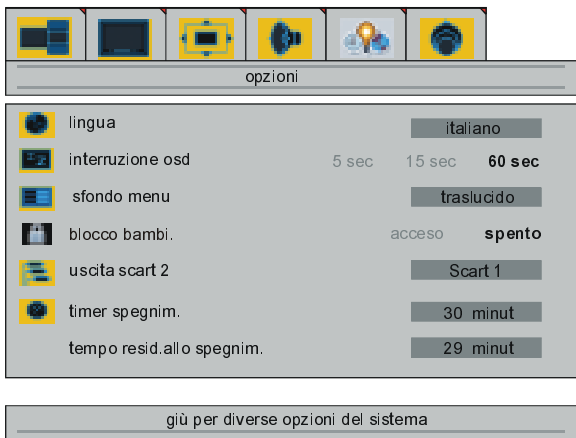 opzioni
lingua italiano
interruzione osd 5 sec 15 sec 60 sec
sfondo menu traslucido
blocco bambi. acceso spento
uscita scart 2 Scart 1
timer spegnim. 30 minut
tempo resid.allo spegnim. 29 minut
giù per diverse opzioni del sistema